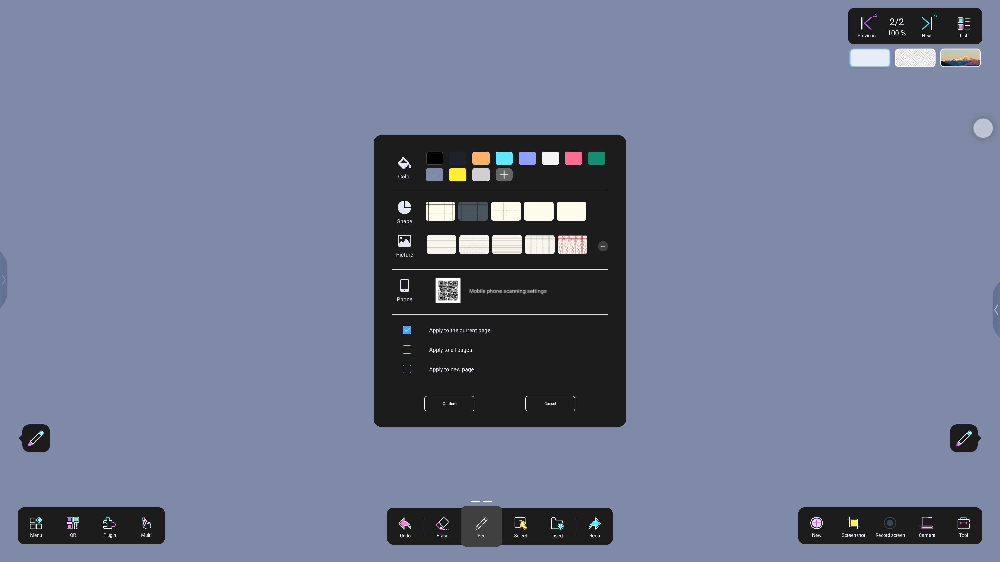 x2
x2
2/2
100 %
Previous
Next
List
Color
Shape
Picture
Phone
Mobile phone scanning settings
Apply to the current page
Apply to all pages
Apply to new page
Confirm
Cancel
Menu
QR
Plugin
Multi
Undo
Erase
Pen
Select
Insert
Redo
New
Screenshot
Record screen
Camera
Tool